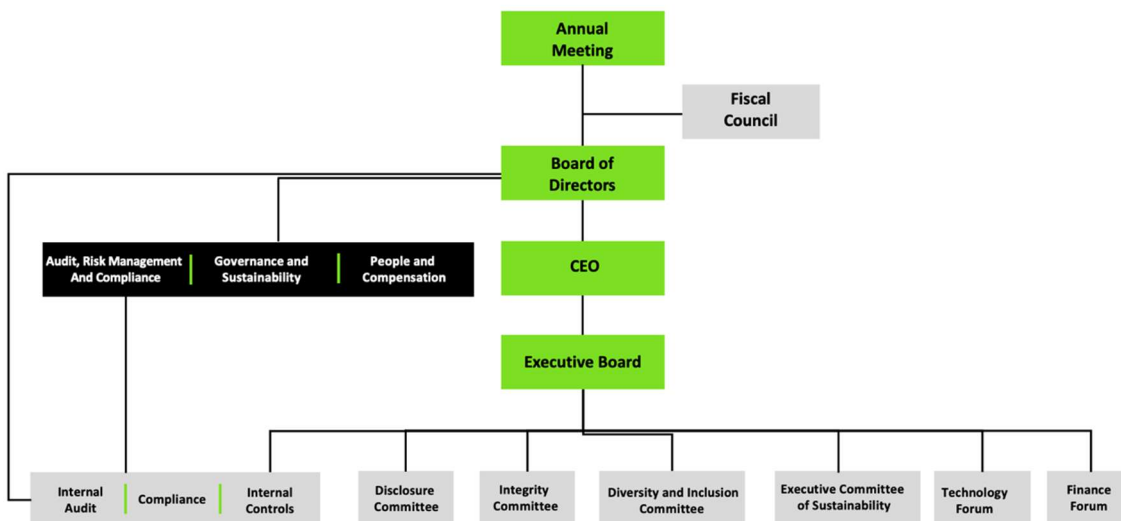 Annual
Meeting
Fiscal
Council
Board of
Directors
Audit, Risk Management
And Compliance
Governance and
Sustainability
People and
Compensation
CEO
Executive Board
Internal
Audit
Compliance
Internal
Controls
Disclosure
Committee
Integrity
Committee
Diversity and Inclusion
Committee
Executive Committee
of Sustainability
Technology
Forum
Finance
Forum